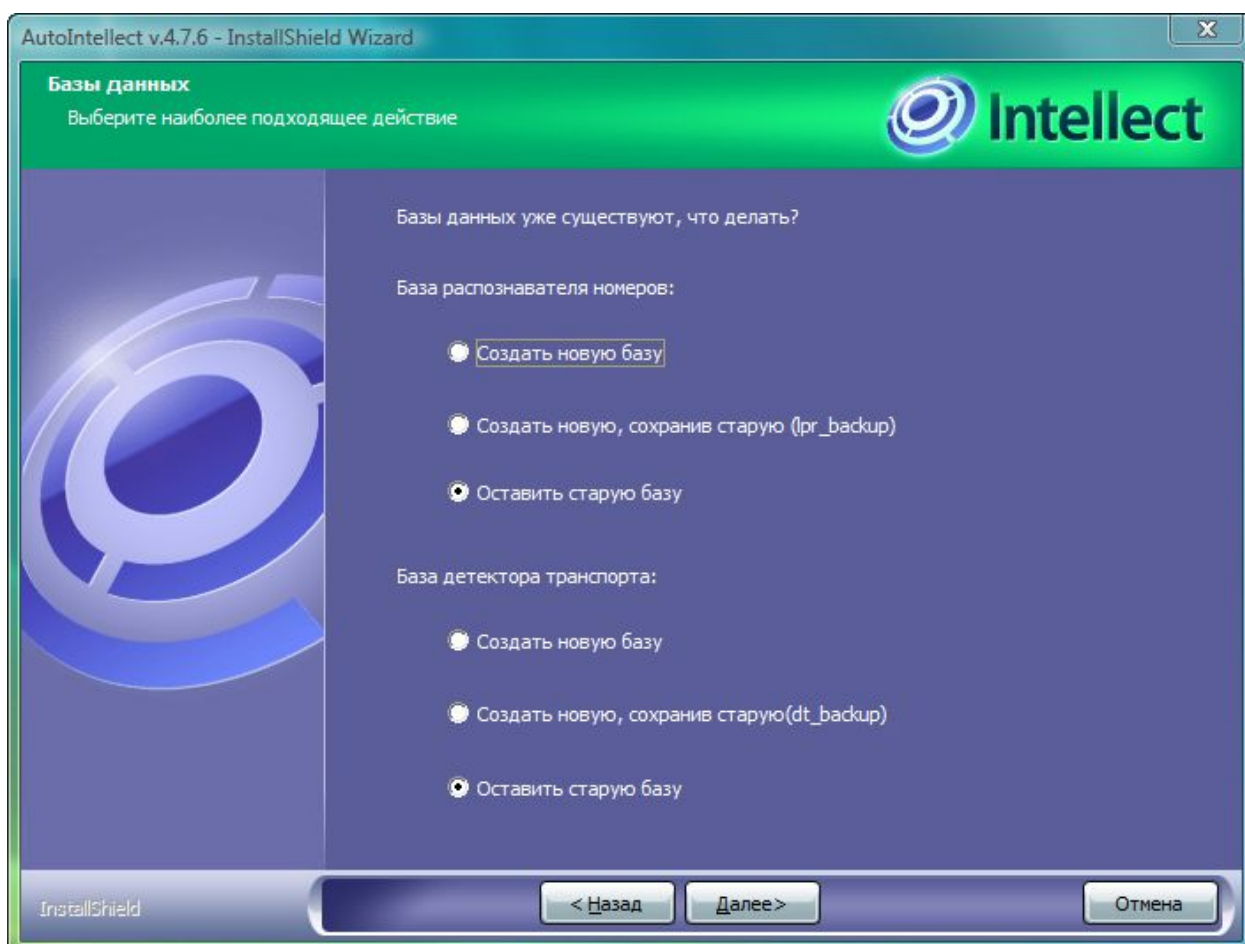 AutoIntellect v.4.7.6 - InstallShield Wizard
Базы данных
Выберите наиболее подходящее действие
Intellect
Базы данных уже существуют, что делать?
База распознавателя номеров:
Создать новую базу
Создать новую, сохранив старую (lpr_backup)
Оставить старую базу
База детектора транспорта:
Создать новую базу
Создать новую, сохранив старую(dt_backup)
Оставить старую базу
InstallShield
< Назад
Далее>
Отмена